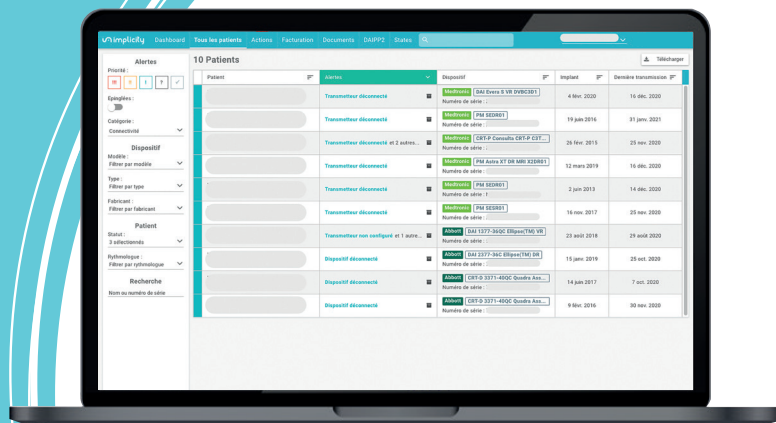 implicity Dashboard Tous les patients Actions Facturation Documents DAIPP2 States
Alertes
Priorité :
Epinglées :
Catégorie :
Connectivité
Dispositif
Modèle :
Filtrer par modèle
Type :
Filtrer par type
Fabricant :
Filtrer par fabricant
Patient
Statut :
3 séléctionnés
Rythmologue :
Filtrer par rythmologue
Recherche
Nom ou numéro de série
10 Patients
Télécharger
Patient Alertes Dispositif Implant Dernière transmission
Transmetteur déconnecté Medtronic DAI Evera S VR DVBC3D1 4 févr. 2020 16 déc. 2020
Numéro de série :
Transmetteur déconnecté Medtronic PM SEDR01 19 juin 2016 31 janv. 2021
Numéro de série :
Transmetteur déconnecté et 2 autres... Medtronic CRT-P Consulta CRT-P C3T... 26 févr. 2015 25 nov. 2020
Numéro de série :
Transmetteur déconnecté Medtronic PM Astra XT DR MRI X2DR01 12 mars 2019 16 déc. 2020
Numéro de série :
Transmetteur déconnecté Medtronic PM SEDR01 2 juin 2013 14 déc. 2020
Numéro de série :
Transmetteur déconnecté Medtronic PM SESR01 16 nov. 2017 25 nov. 2020
Numéro de série :
Transmetteur non configuré et 1 autre... Abbott DAI 1377-36QC Ellipse(TM) VR 23 août 2018 29 août 2020
Numéro de série :
Dispositif déconnecté Abbott DAI 2377-36C Ellipse(TM) DR 15 janv. 2019 25 oct. 2020
Numéro de série :
Dispositif déconnecté Abbott CRT-D 3371-40QC Quadra Ass... 14 juin 2017 7 oct. 2020
Numéro de série :
Dispositif déconnecté Abbott CRT-D 3371-40QC Quadra Ass... 9 févr. 2016 30 nov. 2020
Numéro de série :